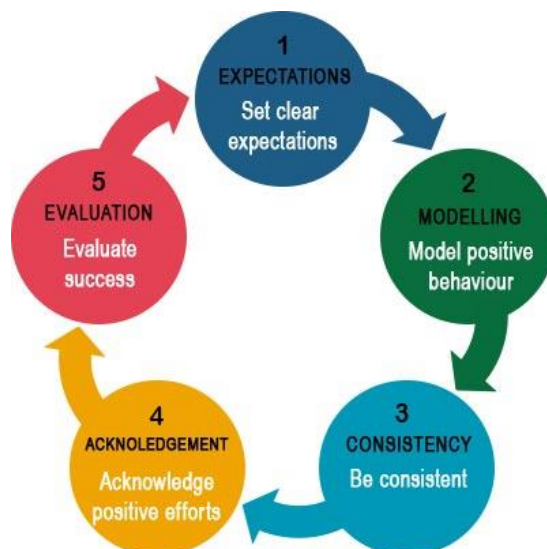 1
EXPECTATIONS
Set clear
expectations
2
MODELLING
Model positive
behaviour
3
CONSISTENCY
Be consistent
4
ACKNOLEDGEMENT
Acknowledge
positive efforts
5
EVALUATION
Evaluate
success